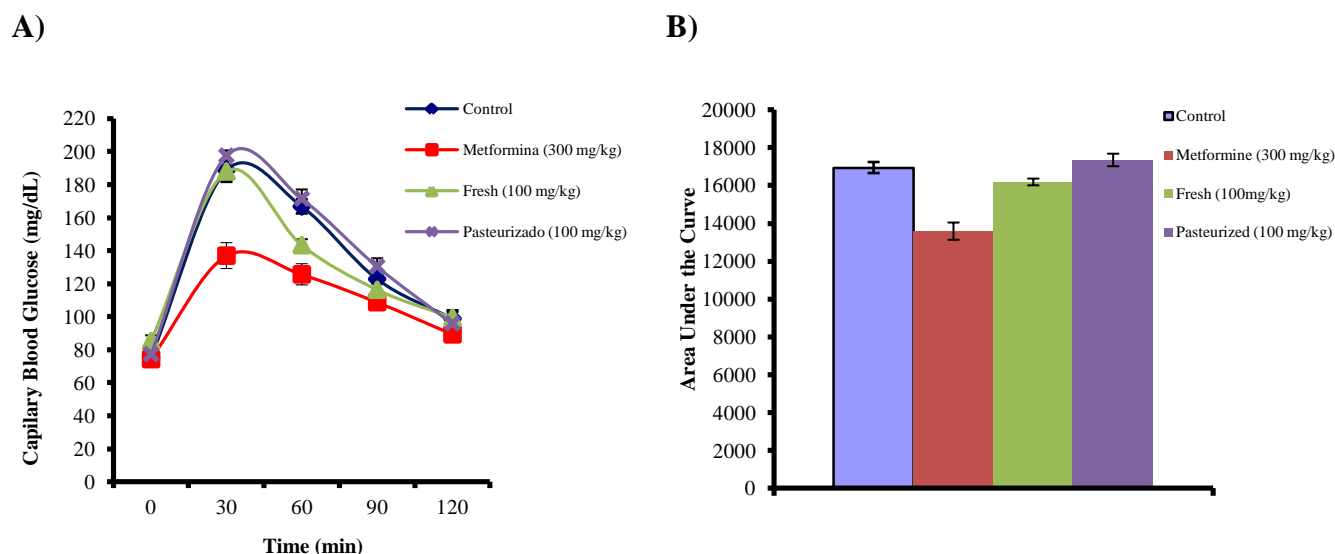 A)
Capilary Blood Glucose (mg/dL)
220
200
180
160
140
120
100
80
60
40
20
0
0 30 60 90 120
Time (min)
Control
Metformina (300 mg/kg)
Fresh (100 mg/kg)
Pasteurizado (100 mg/kg)
B)
Area Under the Curve
20000
18000
16000
14000
12000
10000
8000
6000
4000
2000
0
Control
Metformine (300 mg/kg)
Fresh (100mg/kg)
Pasteurized (100 mg/kg)